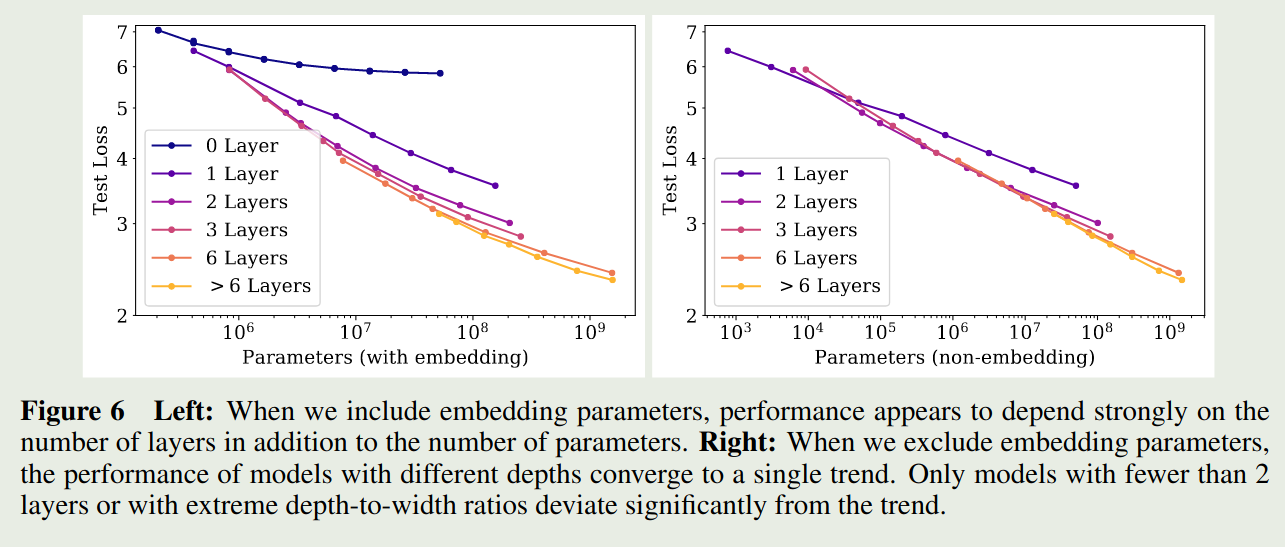 7
6
5
4
3
2
Test Loss
0 Layer
1 Layer
2 Layers
3 Layers
6 Layers
> 6 Layers
10^6
10^7
10^8
10^9
Parameters (with embedding)
7
6
5
4
3
2
Test Loss
1 Layer
2 Layers
3 Layers
6 Layers
> 6 Layers
10^3
10^4
10^5
10^6
10^7
10^8
10^9
Parameters (non-embedding)
Figure 6 Left: When we include embedding parameters, performance appears to depend strongly on the
number of layers in addition to the number of parameters. Right: When we exclude embedding parameters,
the performance of models with different depths converge to a single trend. Only models with fewer than 2
layers or with extreme depth-to-width ratios deviate significantly from the trend.